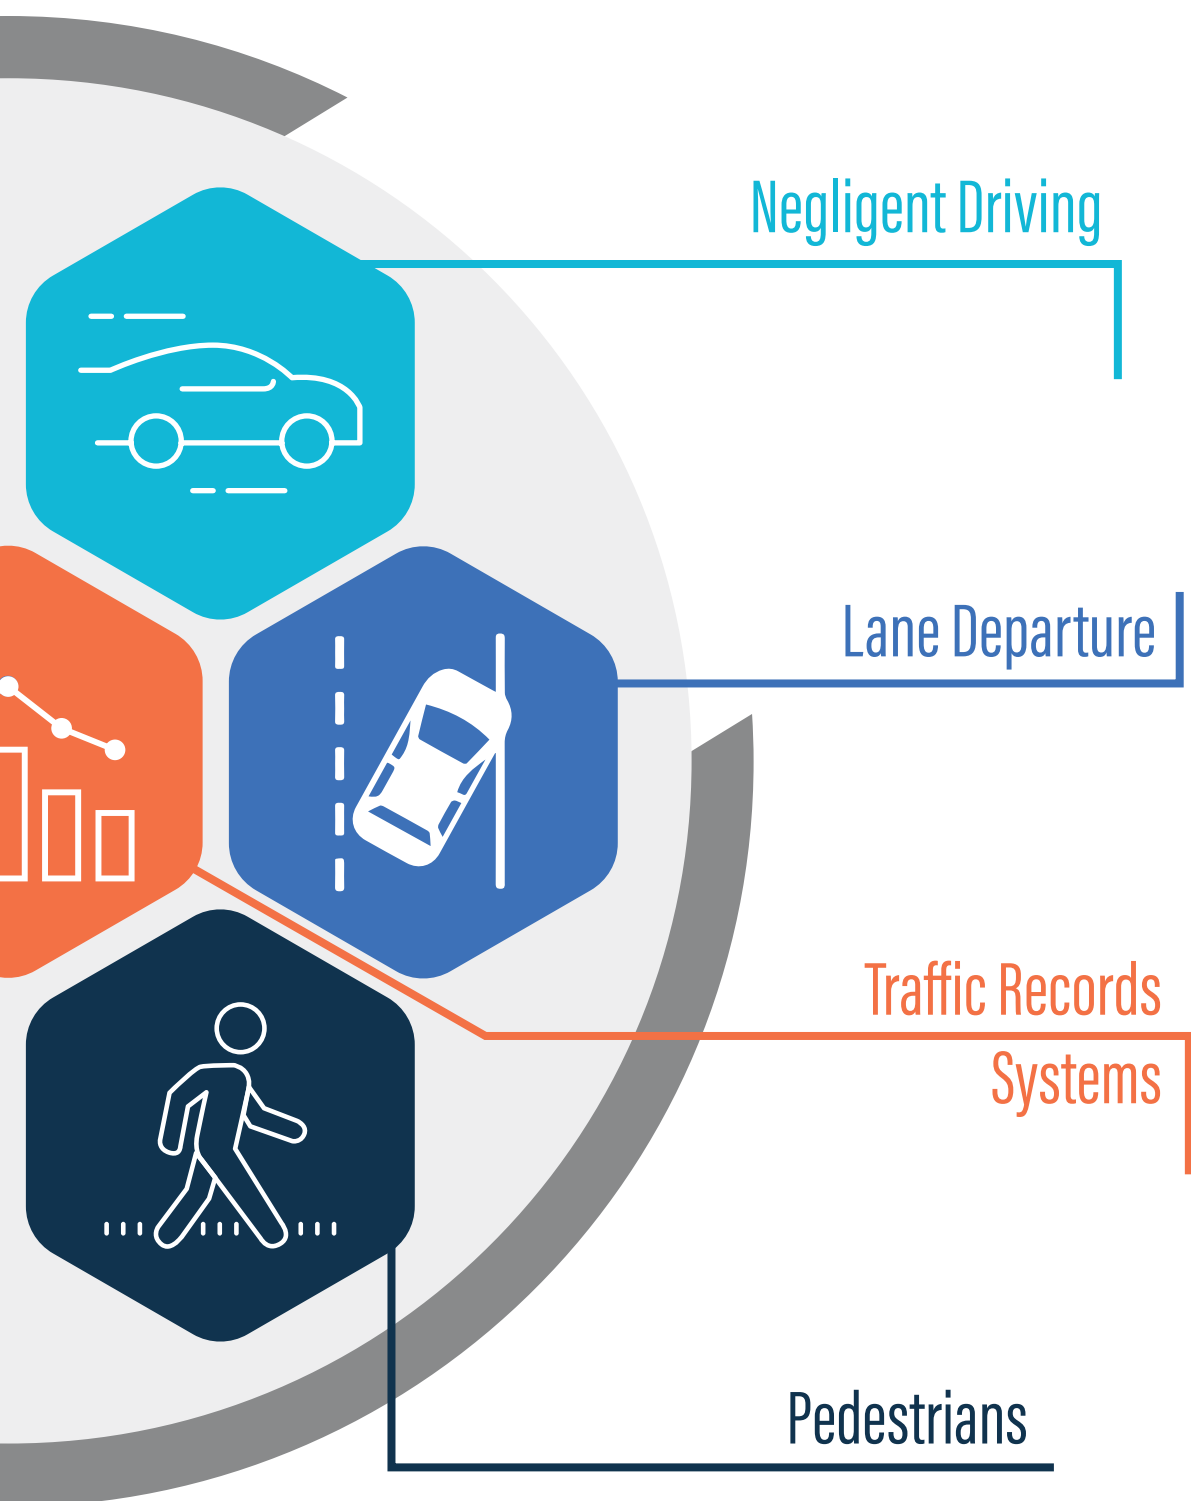 Negligent Driving
Lane Departure
Traffic Records
Systems
Pedestrians